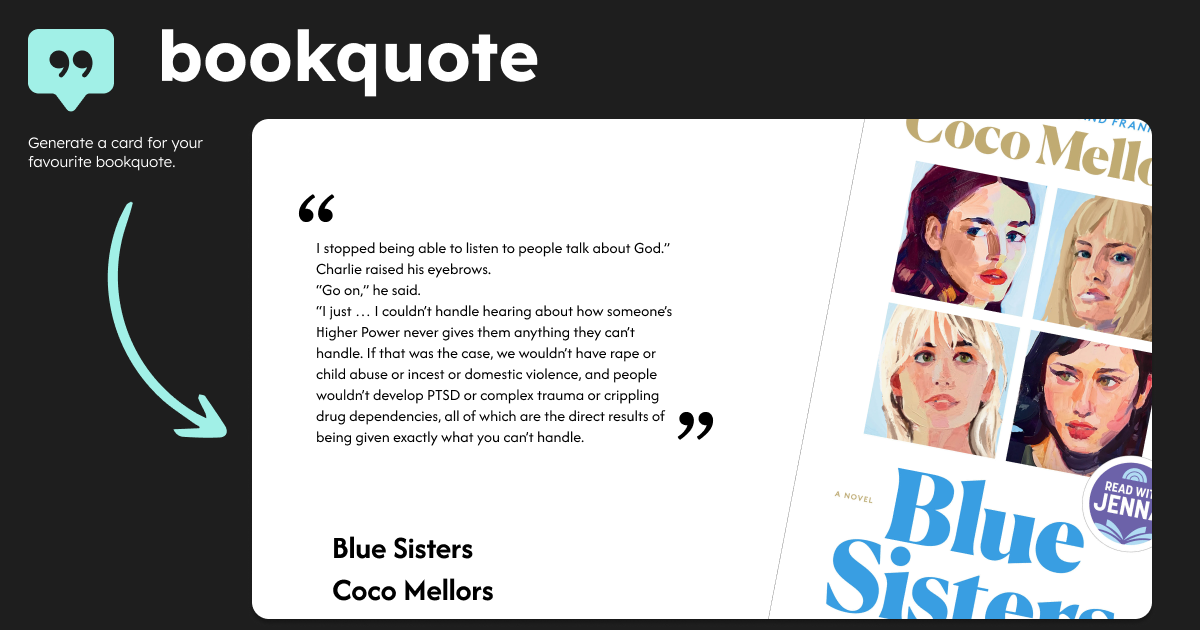 bookquote
Generate a card for your
favourite bookquote.
“
I stopped being able to listen to people talk about God.”
Charlie raised his eyebrows.
“Go on,” he said.
“I just … I couldn’t handle hearing about how someone’s
Higher Power never gives them anything they can’t
handle. If that was the case, we wouldn’t have rape or
child abuse or incest or domestic violence, and people
wouldn’t develop PTSD or complex trauma or crippling
drug dependencies, all of which are the direct results of
being given exactly what you can’t handle.
”
Blue Sisters
Coco Mellors
Coco Mello
A NOVEL
Blue
Sisters
READ WI
JENNA